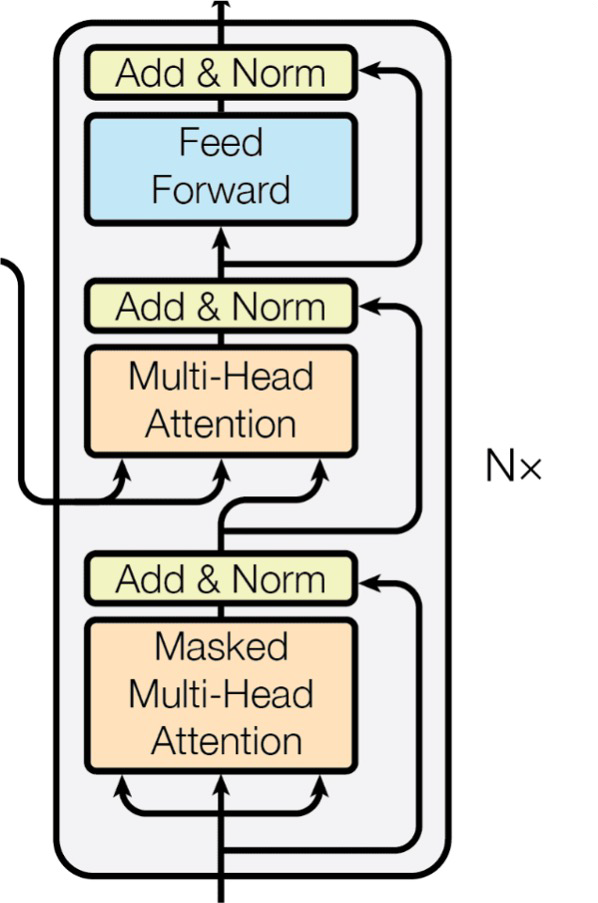 Add & Norm
Feed
Forward
Add & Norm
Multi-Head
Attention
N×
Add & Norm
Masked
Multi-Head
Attention